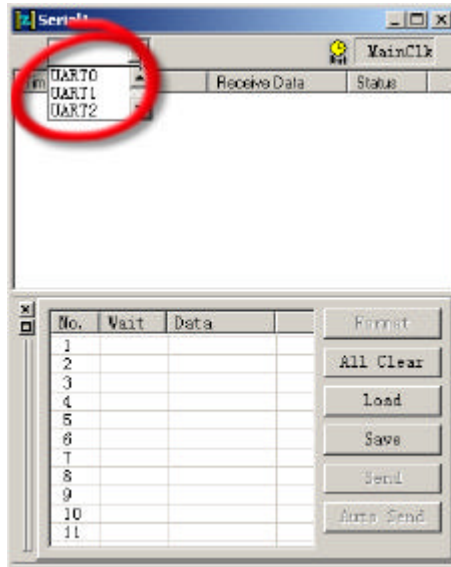 Serial1
MainClk
Receive Data
Status
UART0
UART1
UART2
No.
Wait
Data
Format
1
All Clear
2
3
Load
4
5
Save
6
7
Send
8
9
Auto Send
10
11